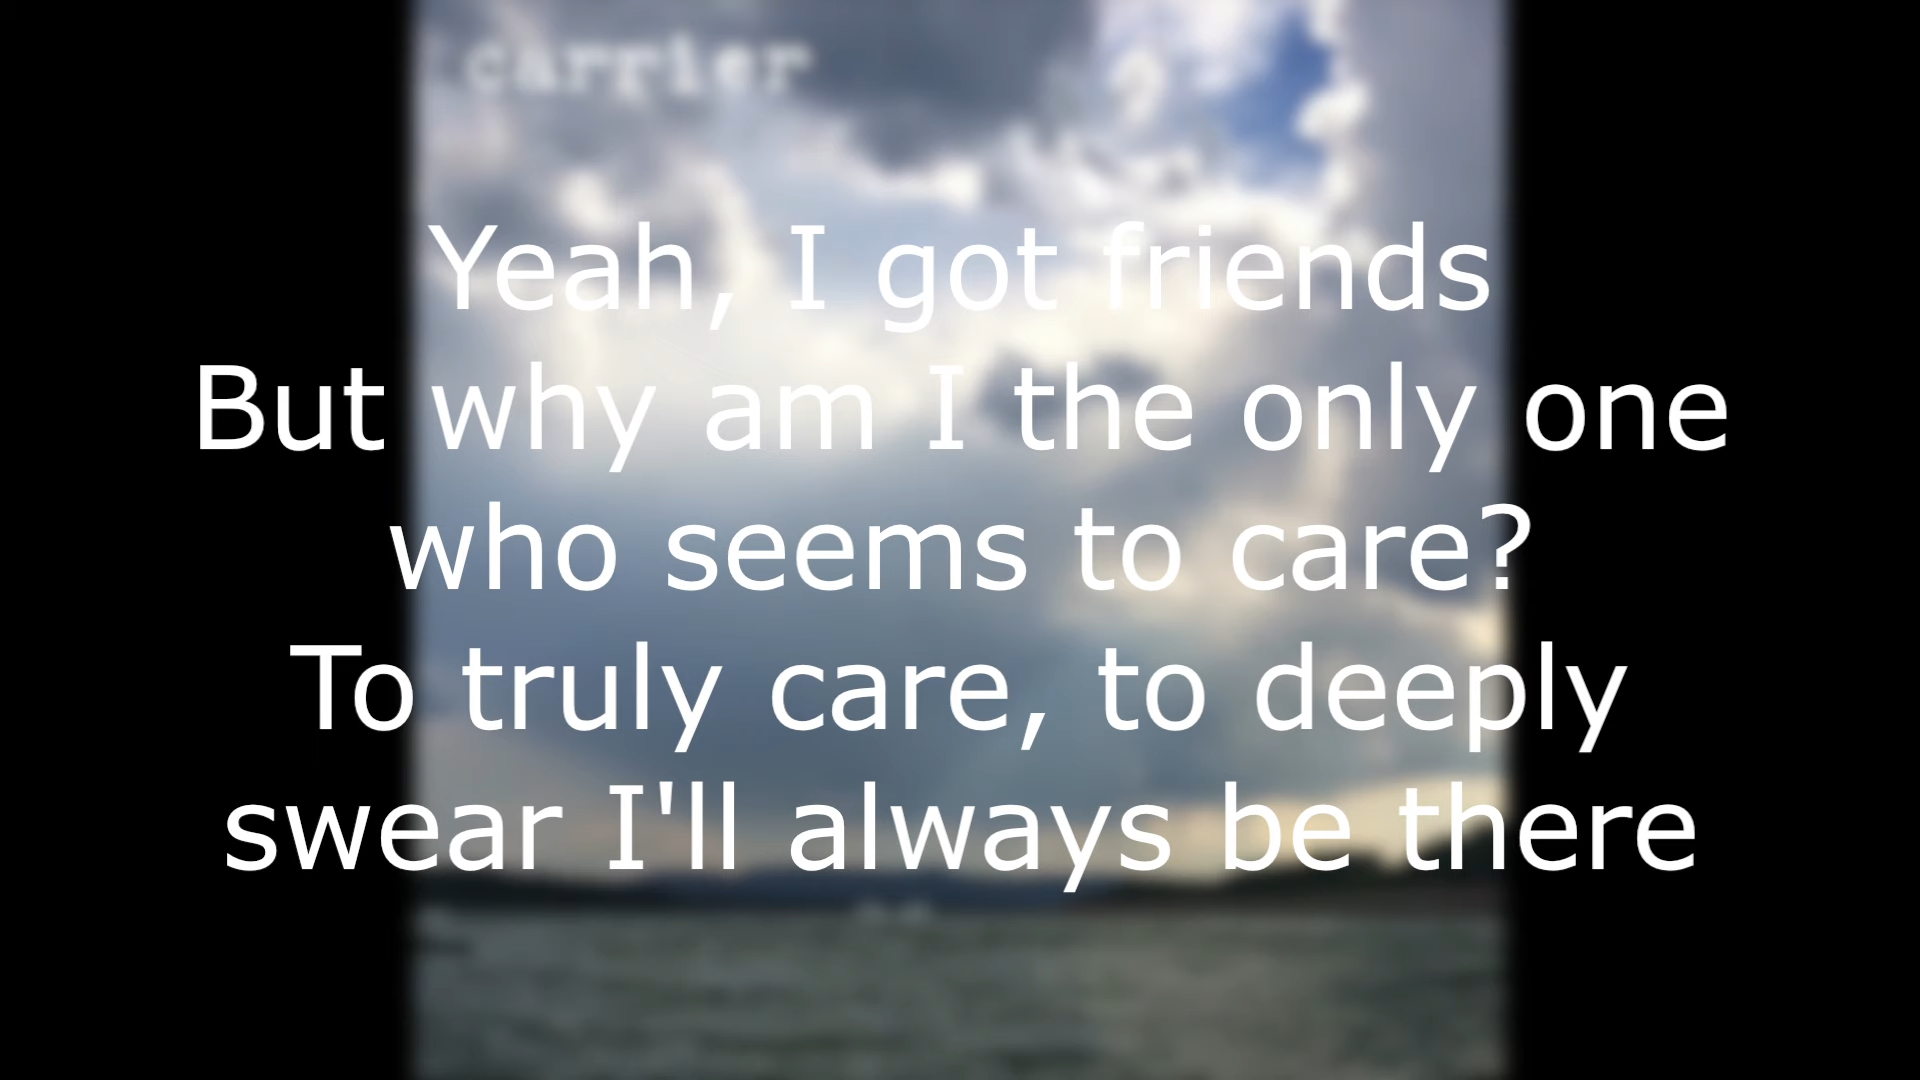 carrier
Yeah, I got friends
But why am I the only one
who seems to care?
To truly care, to deeply
swear I'll always be there